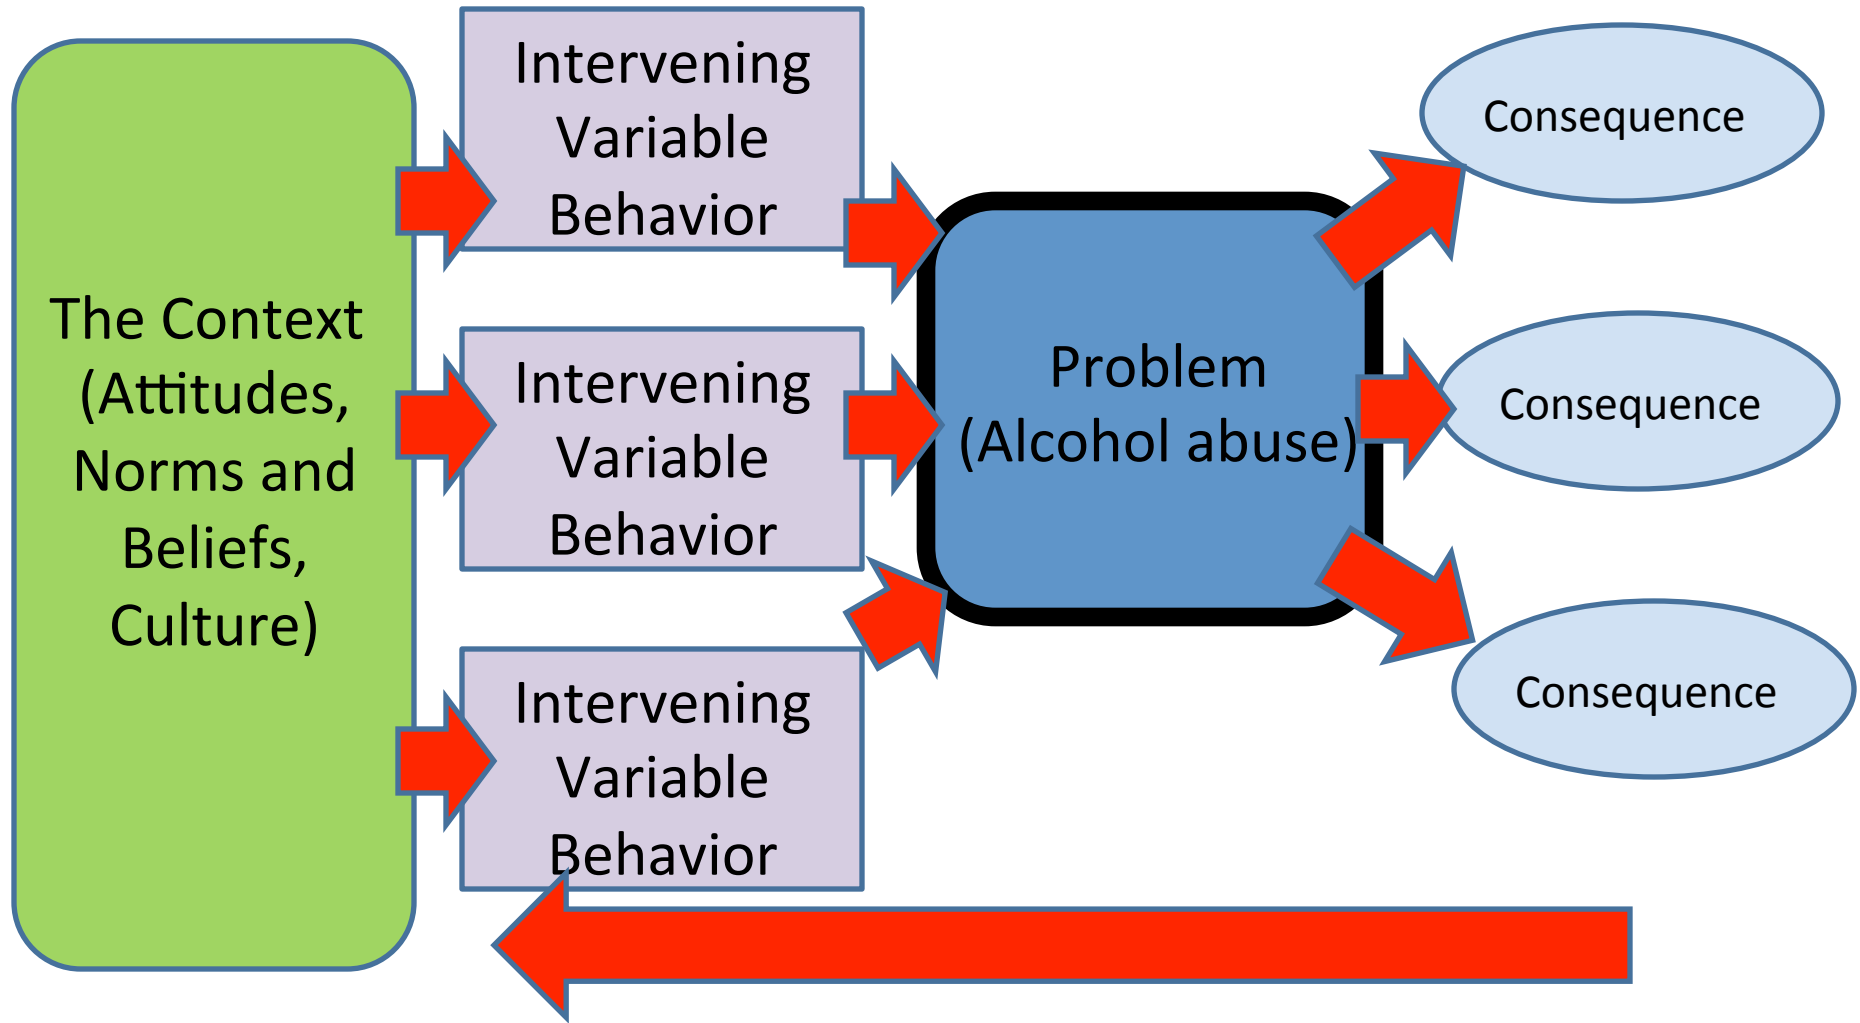 The Context
(Attitudes,
Norms and
Beliefs,
Culture)
Intervening
Variable
Behavior
Intervening
Variable
Behavior
Intervening
Variable
Behavior
Problem
(Alcohol abuse)
Consequence
Consequence
Consequence